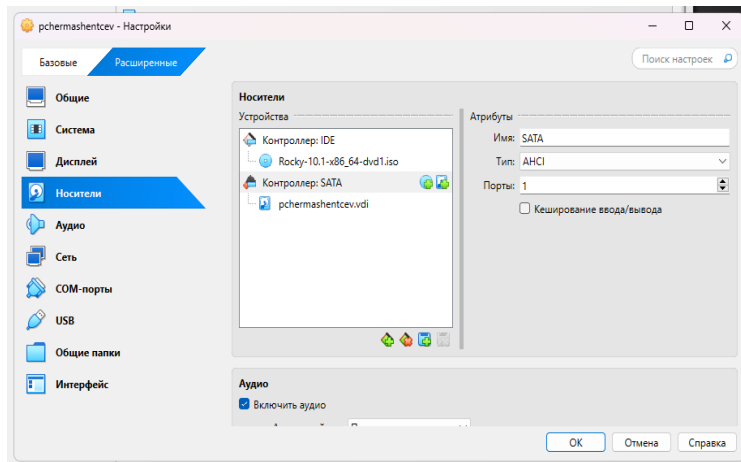 pchermashentcev - Настройки
Базовые
Расширенные
Поиск настроек
Общие
Система
Дисплей
Носители
Аудио
Сеть
COM-порты
USB
Общие папки
Интерфейс
Носители
Устройства
Контроллер: IDE
Rocky-10.1-x86_64-dvd1.iso
Контроллер: SATA
pchermashentcev.vdi
Атрибуты
Имя: SATA
Тип: AHCI
Порты: 1
Кеширование ввода/вывода
Аудио
Включить аудио
OK
Отмена
Справка